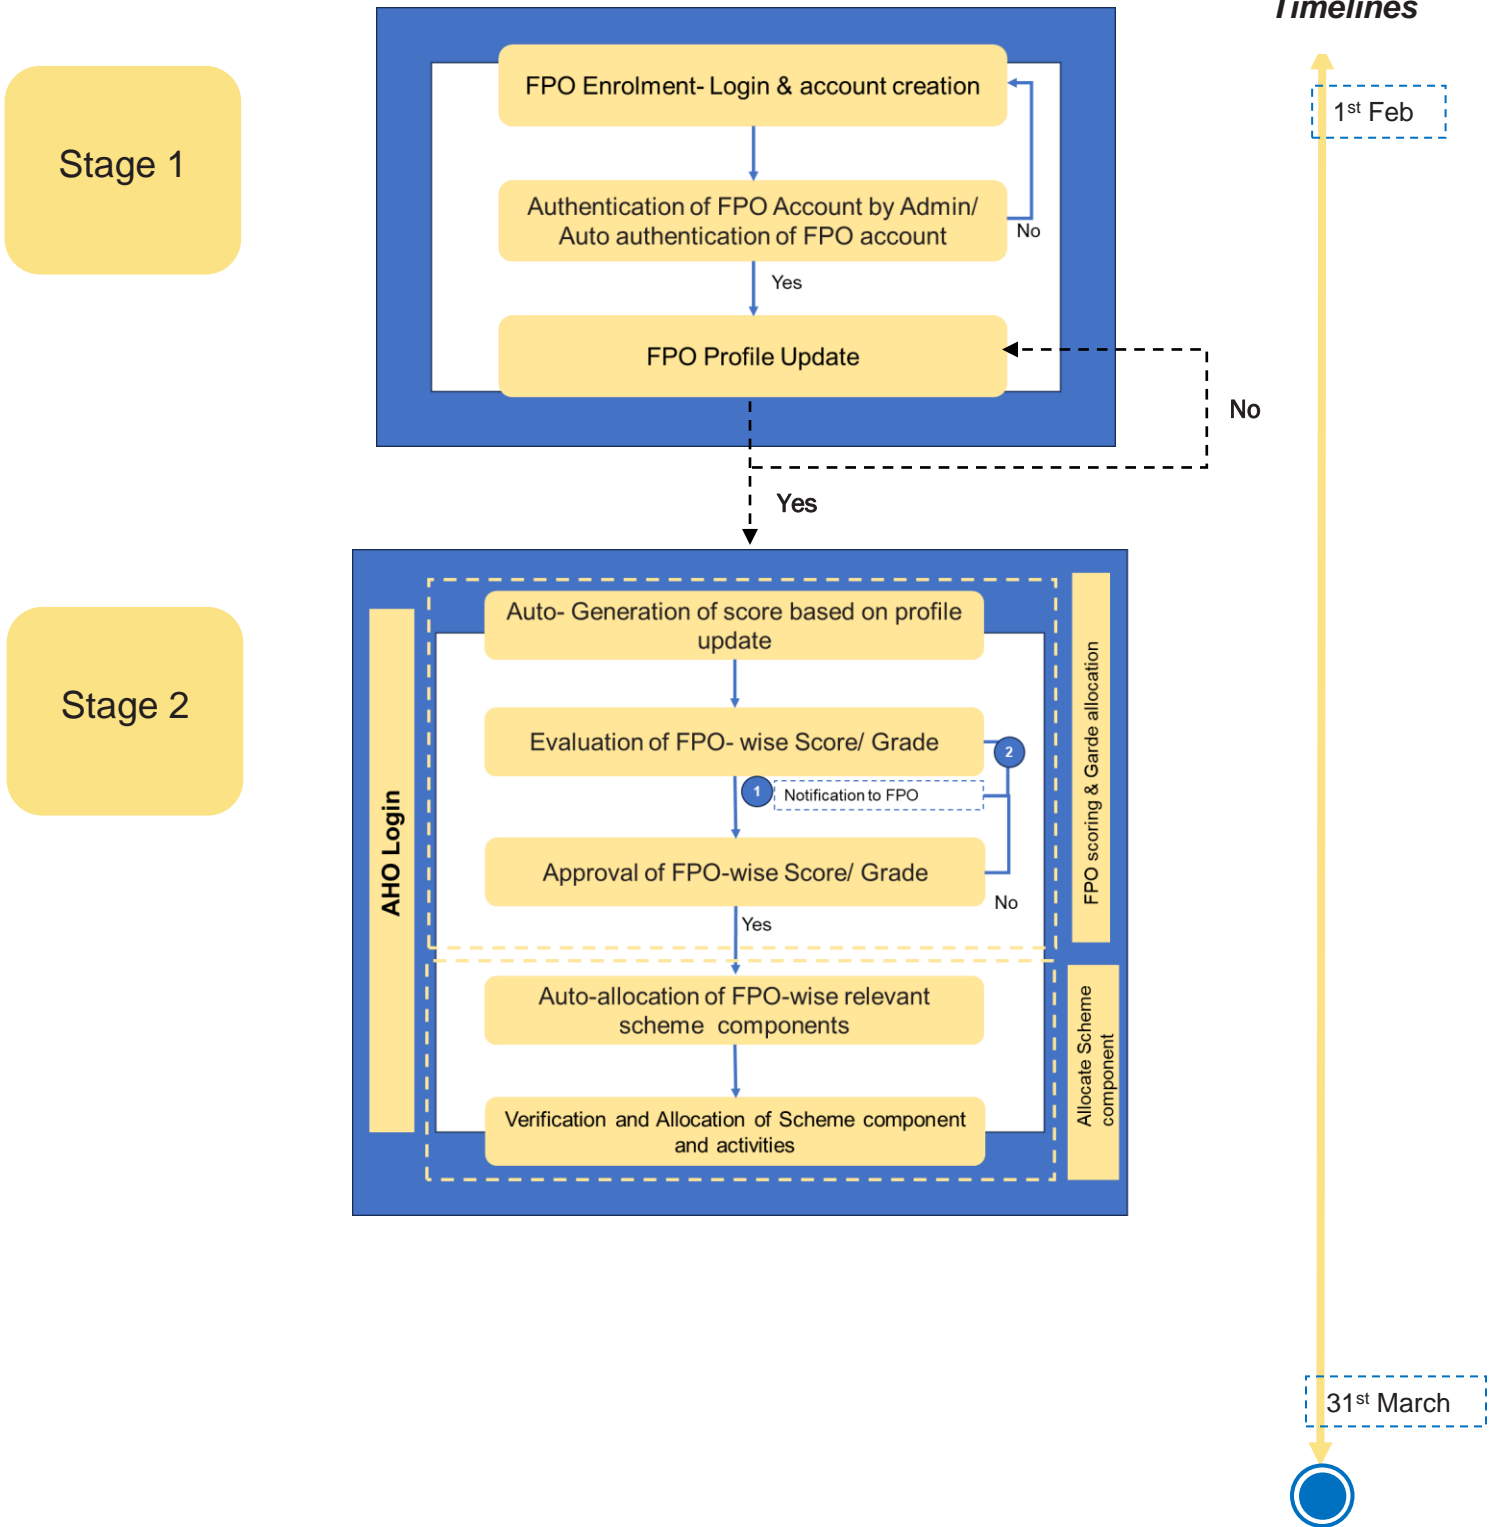 Timelines
1st Feb
Stage 1
FPO Enrolment- Login & account creation
Authentication of FPO Account by Admin/
Auto authentication of FPO account
No
Yes
FPO Profile Update
No
Yes
Stage 2
AHO Login
Auto- Generation of score based on profile
update
Evaluation of FPO- wise Score/ Grade
2
1
Notification to FPO
Approval of FPO-wise Score/ Grade
No
Yes
FPO scoring & Garde allocation
Auto-allocation of FPO-wise relevant
scheme components
Verification and Allocation of Scheme component
and activities
Allocate Scheme
component
31st March